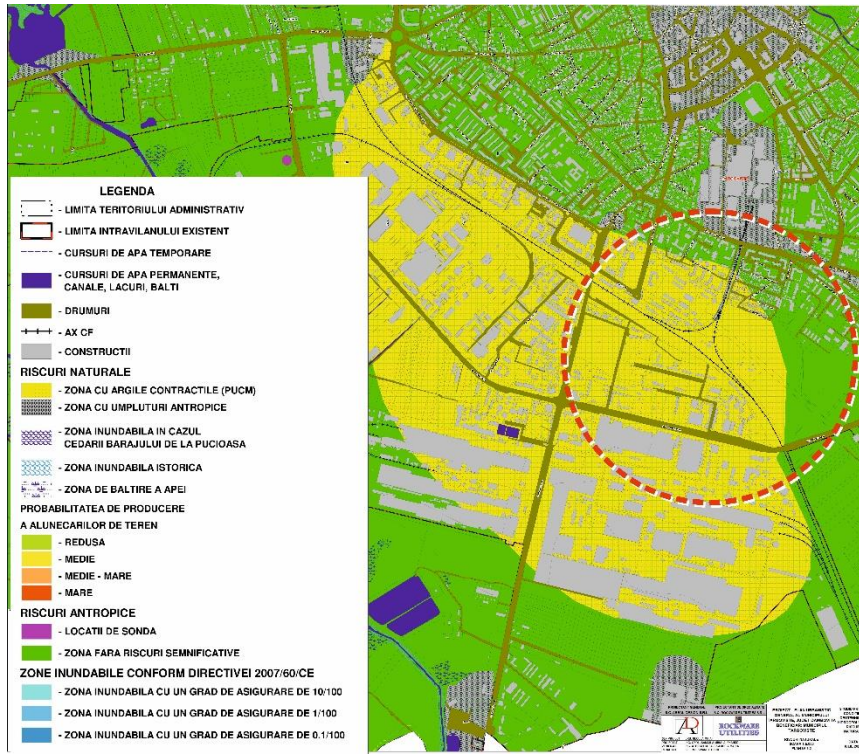 LEGENDA
- LIMITA TERITORIULUI ADMINISTRATIV
- LIMITA INTRAVILANULUI EXISTENT
- CURSURI DE APA TEMPORARE
- CURSURI DE APA PERMANENTE,
CANALE, LACURI, BALTI
- DRUMURI
- AX CF
- CONSTRUCTII
RISCURI NATURALE
- ZONA CU ARGILE CONTRACTILE (PUCM)
- ZONA CU UMPLUTURI ANTROPICE
- ZONA INUNDABILA IN CAZUL
CEDARII BARAJULUI DE LA PUCIOASA
- ZONA INUNDABILA ISTORICA
- ZONA DE BALTIRE A APEI
PROBABILITATEA DE PRODUCERE
A ALUNECARILOR DE TEREN
- REDUSA
- MEDIE
- MEDIE - MARE
- MARE
RISCURI ANTROPICE
- LOCATII DE SONDA
- ZONA FARA RISCURI SEMNIFICATIVE
ZONE INUNDABILE CONFORM DIRECTIVEI 2007/60/CE
- ZONA INUNDABILA CU UN GRAD DE ASIGURARE DE 10/100
- ZONA INUNDABILA CU UN GRAD DE ASIGURARE DE 1/100
- ZONA INUNDABILA CU UN GRAD DE ASIGURARE DE 0.1/100
ROCKWARE
UTILITIES